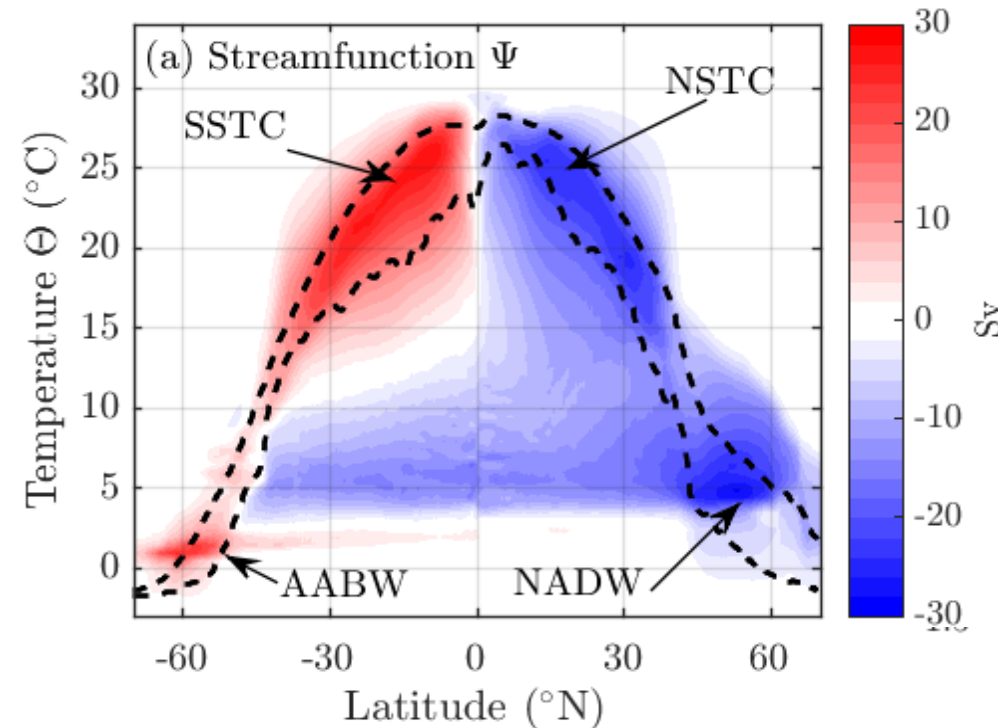 (a) Streamfunction Ψ
SSTC
NSTC
AABW
NADW
Temperature Θ (°C)
30
25
20
15
10
5
0
-60
-30
0
30
60
Latitude (°N)
30
20
10
0
-10
-20
-30
Sv